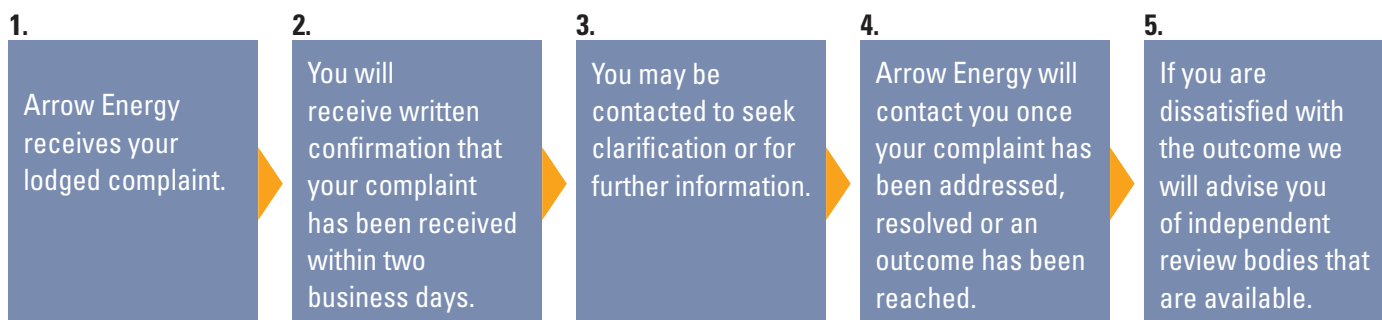 1.
Arrow Energy
receives your
lodged complaint.
2.
You will
receive written
confirmation that
your complaint
has been received
within two
business days.
3.
You may be
contacted to seek
clarification or for
further information.
4.
Arrow Energy will
contact you once
your complaint has
been addressed,
resolved or an
outcome has been
reached.
5.
If you are
dissatisfied with
the outcome we
will advise you
of independent
review bodies that
are available.